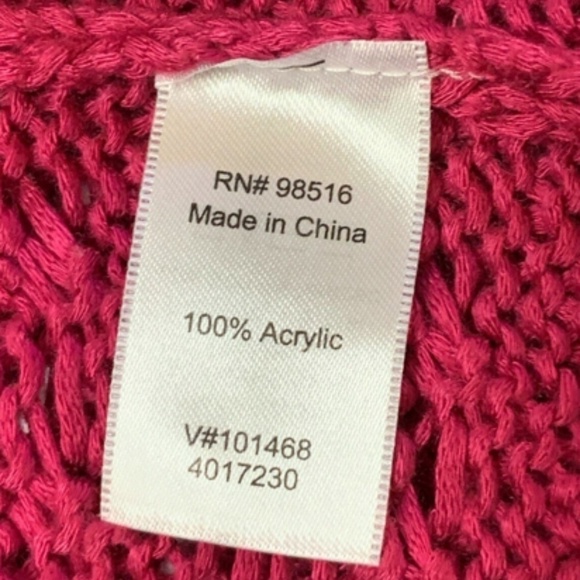 RN# 98516
Made in China
100% Acrylic
V#101468
4017230